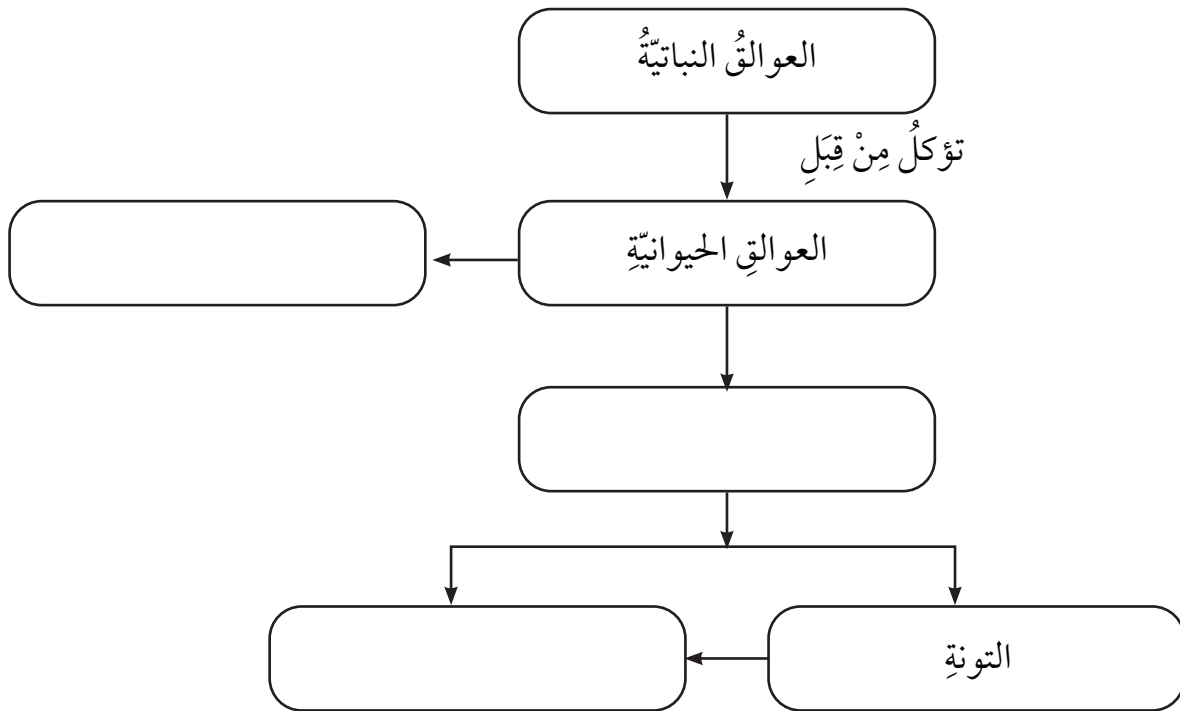 العوالقُ النباتيّةُ
تؤكلُ مِنْ قِبَلِ
العوالقِ الحيوانيّةِ
التونةِ